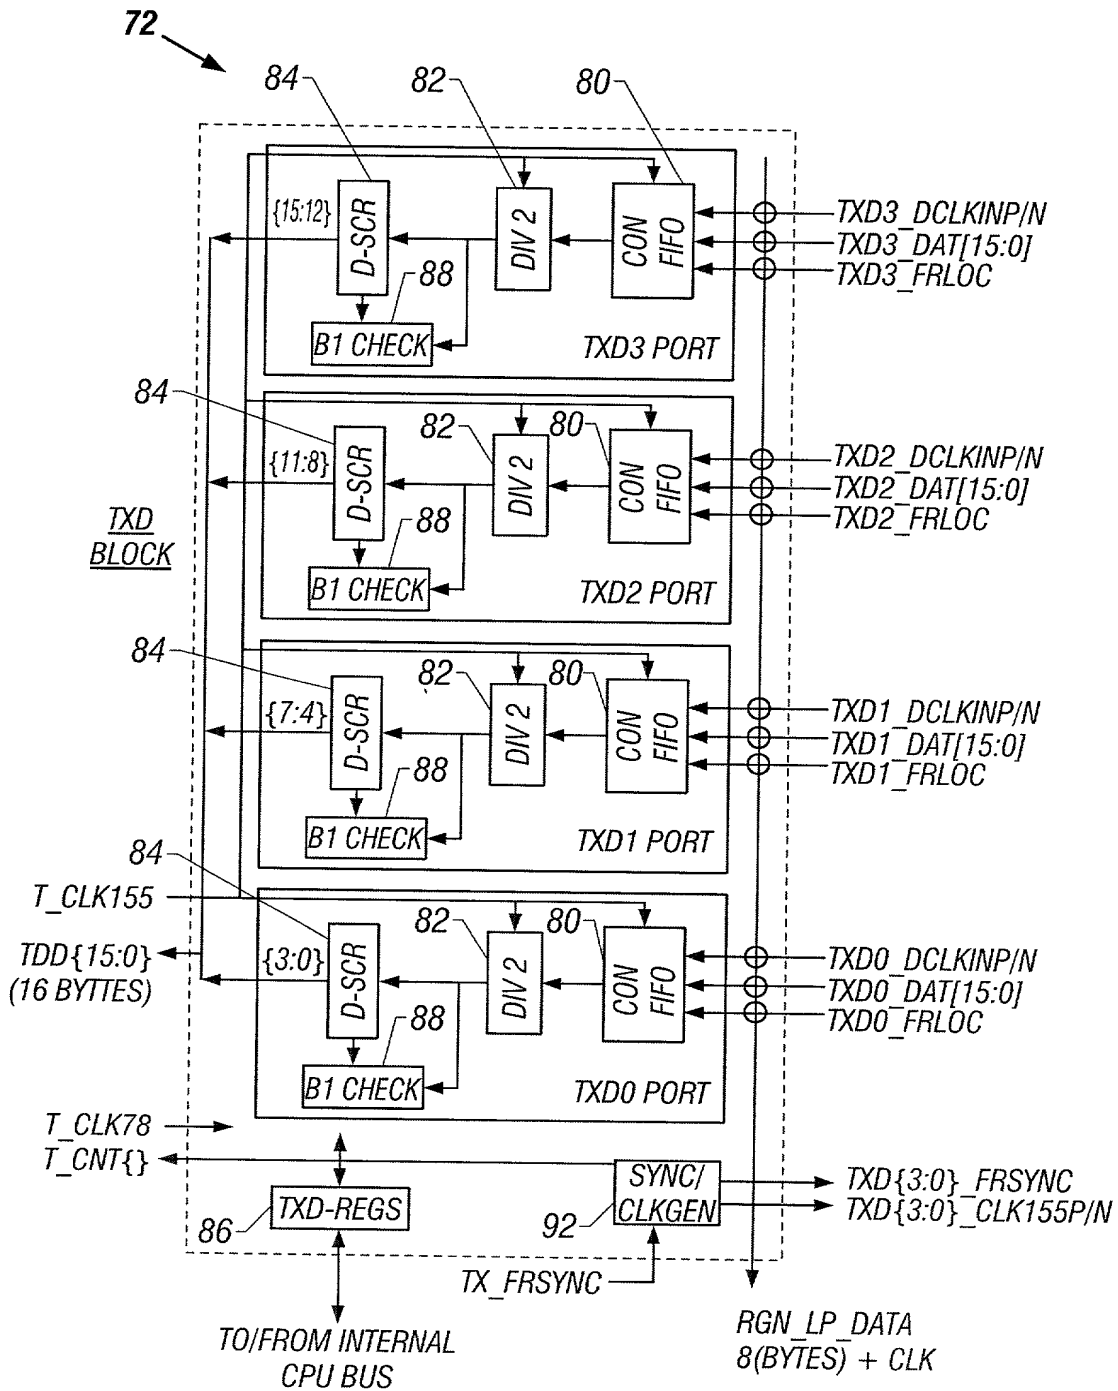 72
84
82
80
{15:12}
D-SCR
DIV 2
CON
FIFO
TXD3_DCLKINP/N
TXD3_DAT[15:0]
TXD3_FRLOC
88
B1 CHECK
TXD3 PORT
84
82
80
{11:8}
D-SCR
DIV 2
CON
FIFO
TXD2_DCLKINP/N
TXD2_DAT[15:0]
TXD2_FRLOC
TXD
BLOCK
88
B1 CHECK
TXD2 PORT
84
82
80
{7:4}
D-SCR
DIV 2
CON
FIFO
TXD1_DCLKINP/N
TXD1_DAT[15:0]
TXD1_FRLOC
88
B1 CHECK
TXD1 PORT
84
T_CLK155
82
80
TDD{15:0}
(16 BYTTES)
{3:0}
D-SCR
DIV 2
CON
FIFO
TXD0_DCLKINP/N
TXD0_DAT[15:0]
TXD0_FRLOC
88
B1 CHECK
TXD0 PORT
T_CLK78
T_CNT{}
SYNC/
CLKGEN
TXD{3:0}_FRSYNC
TXD{3:0}_CLK155P/N
TXD-REGS
86
92
TX_FRSYNC
TO/FROM INTERNAL
CPU BUS
RGN_LP_DATA
8(BYTES) + CLK